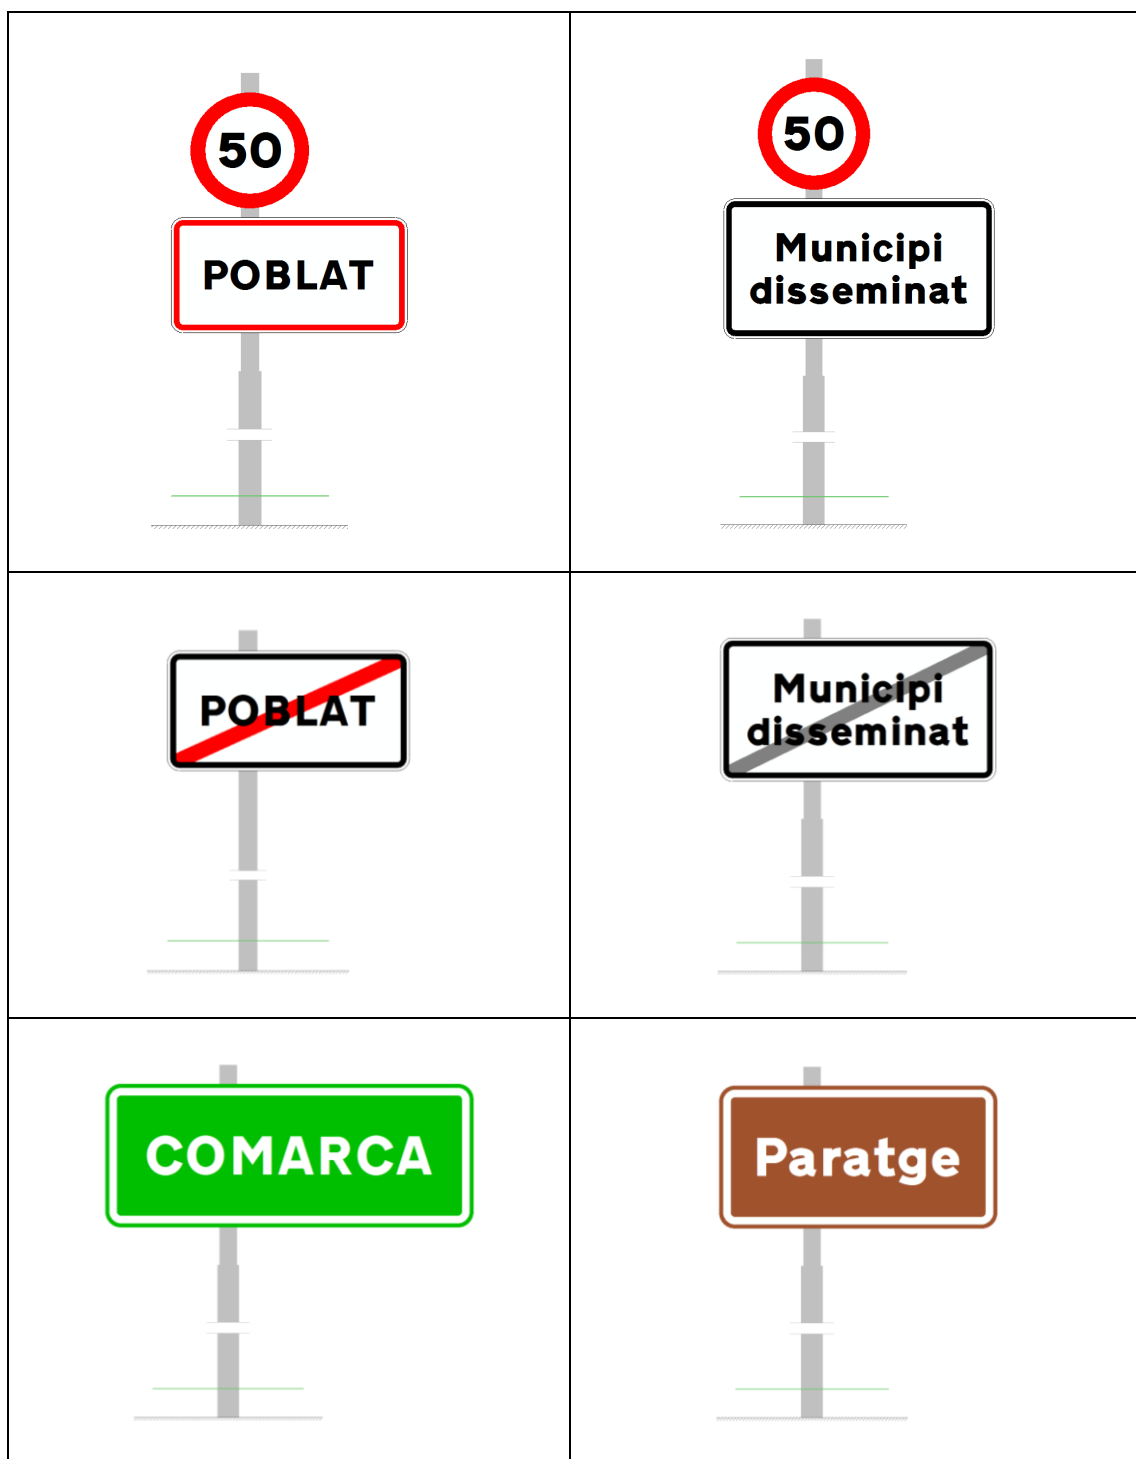 50
POBLAT
50
Municipi
disseminat
POBLAT
Municipi
disseminat
COMARCA
Paratge